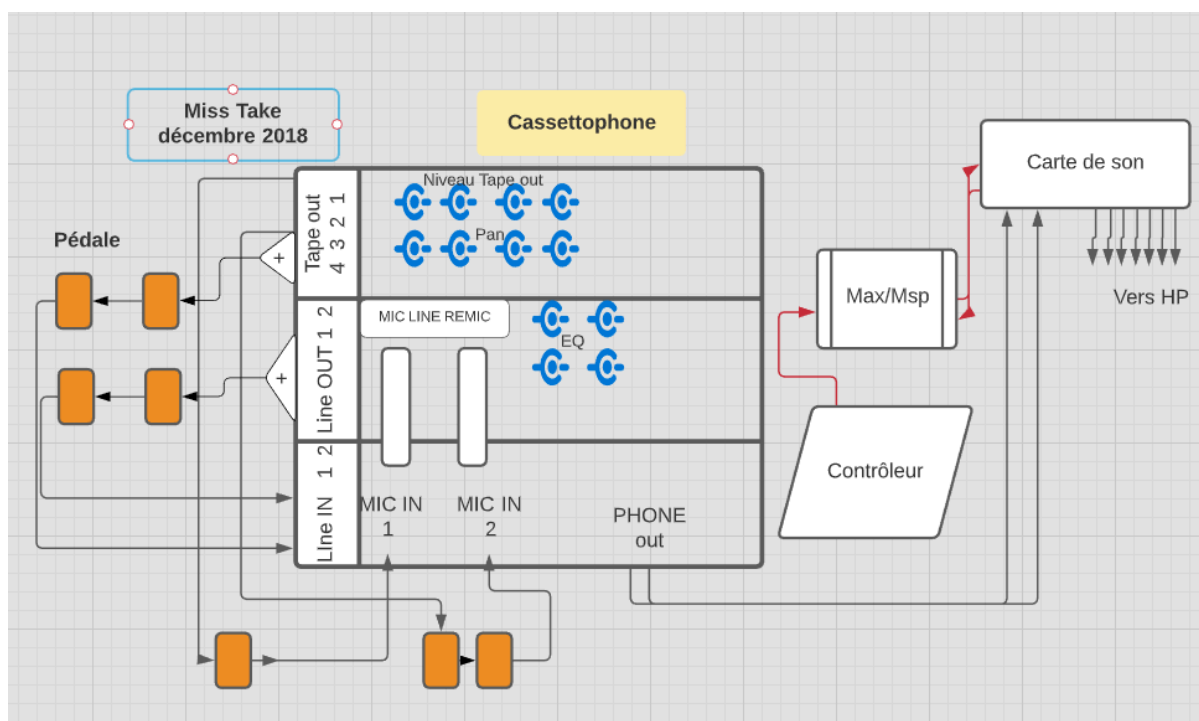 Miss Take
décembre 2018
Cassettophone
Carte de son
Niveau Tape out
Tape out
4 3 2 1
Pan
Pédale
+
Max/Msp
Vers HP
MIC LINE REMIC
EQ
Line OUT 1 2
+
Contrôleur
LIne IN 1 2
MIC IN
1
MIC IN
2
PHONE
out